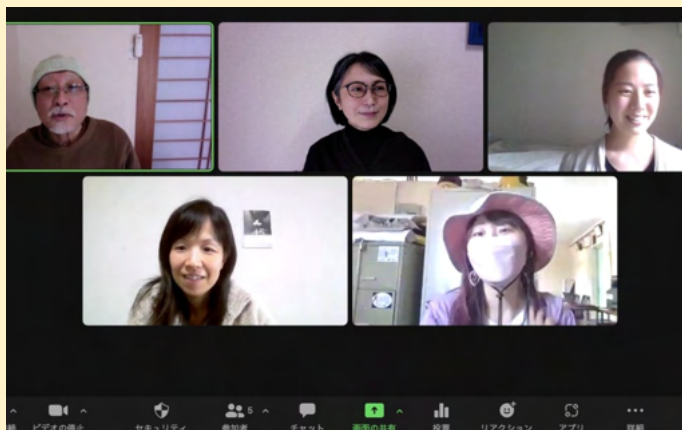 5
ビデオの停止
セキュリティ
参加者
チャット
画面の共有
投票
リアクション
アプリ
詳細